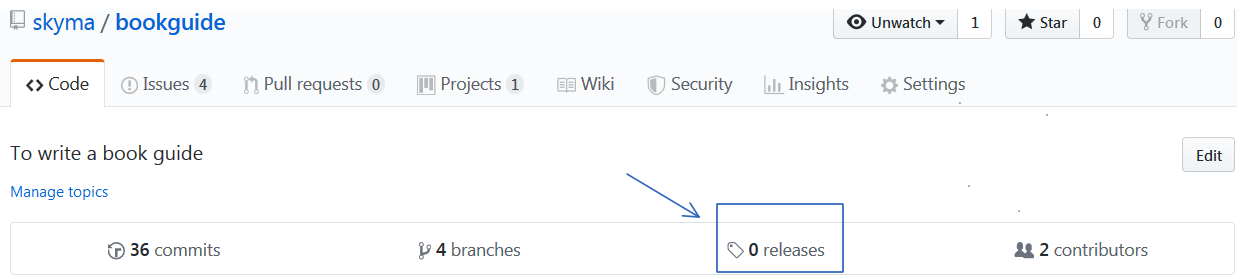 skyma / bookguide Unwatch 1 Star 0 Fork 0
Code Issues 4 Pull requests 0 Projects 1 Wiki Security Insights Settings
To write a book guide Edit
Manage topics
36 commits 4 branches 0 releases 2 contributors